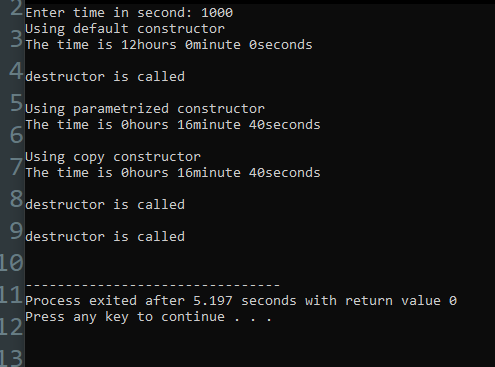 2
3
4
5
6
7
8
9
10
11
12
13
Enter time in second: 1000
Using default constructor
The time is 12hours 0minute 0seconds
destructor is called
Using parametrized constructor
The time is 0hours 16minute 40seconds
Using copy constructor
The time is 0hours 16minute 40seconds
destructor is called
destructor is called
--------------------------------
Process exited after 5.197 seconds with return value 0
Press any key to continue . . .